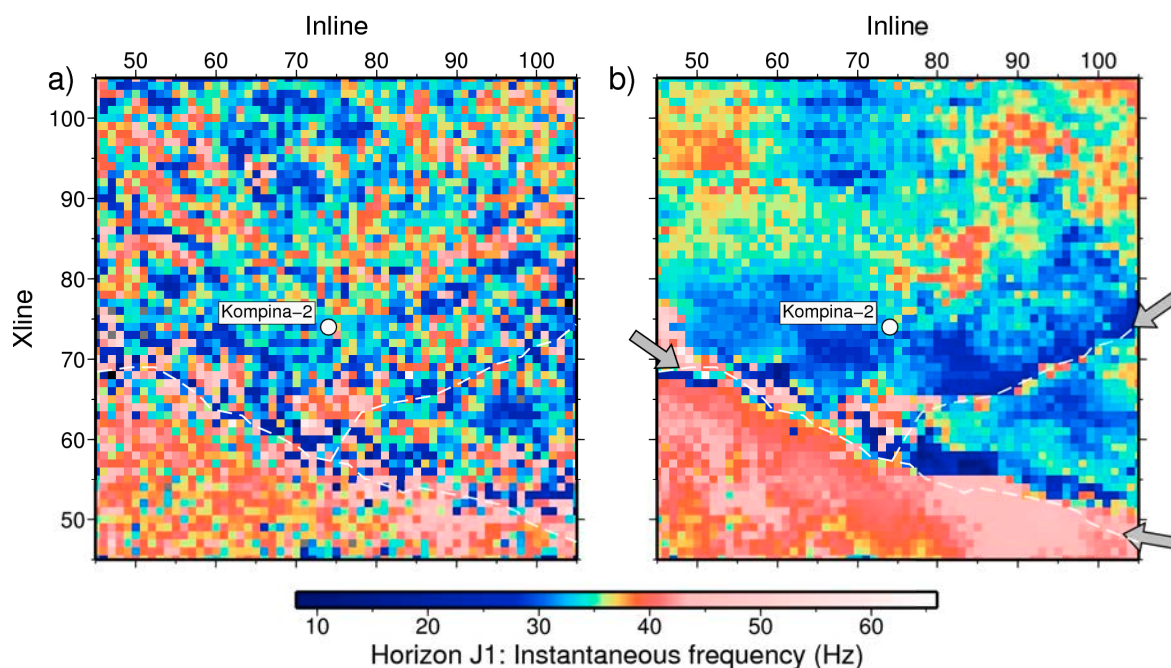 Inline
Inline
50 60 70 80 90 100
50 60 70 80 90 100
a)
b)
100
90
80
70
60
50
Xline
Kompina−2
Kompina−2
10 20 30 40 50 60
Horizon J1: Instantaneous frequency (Hz)